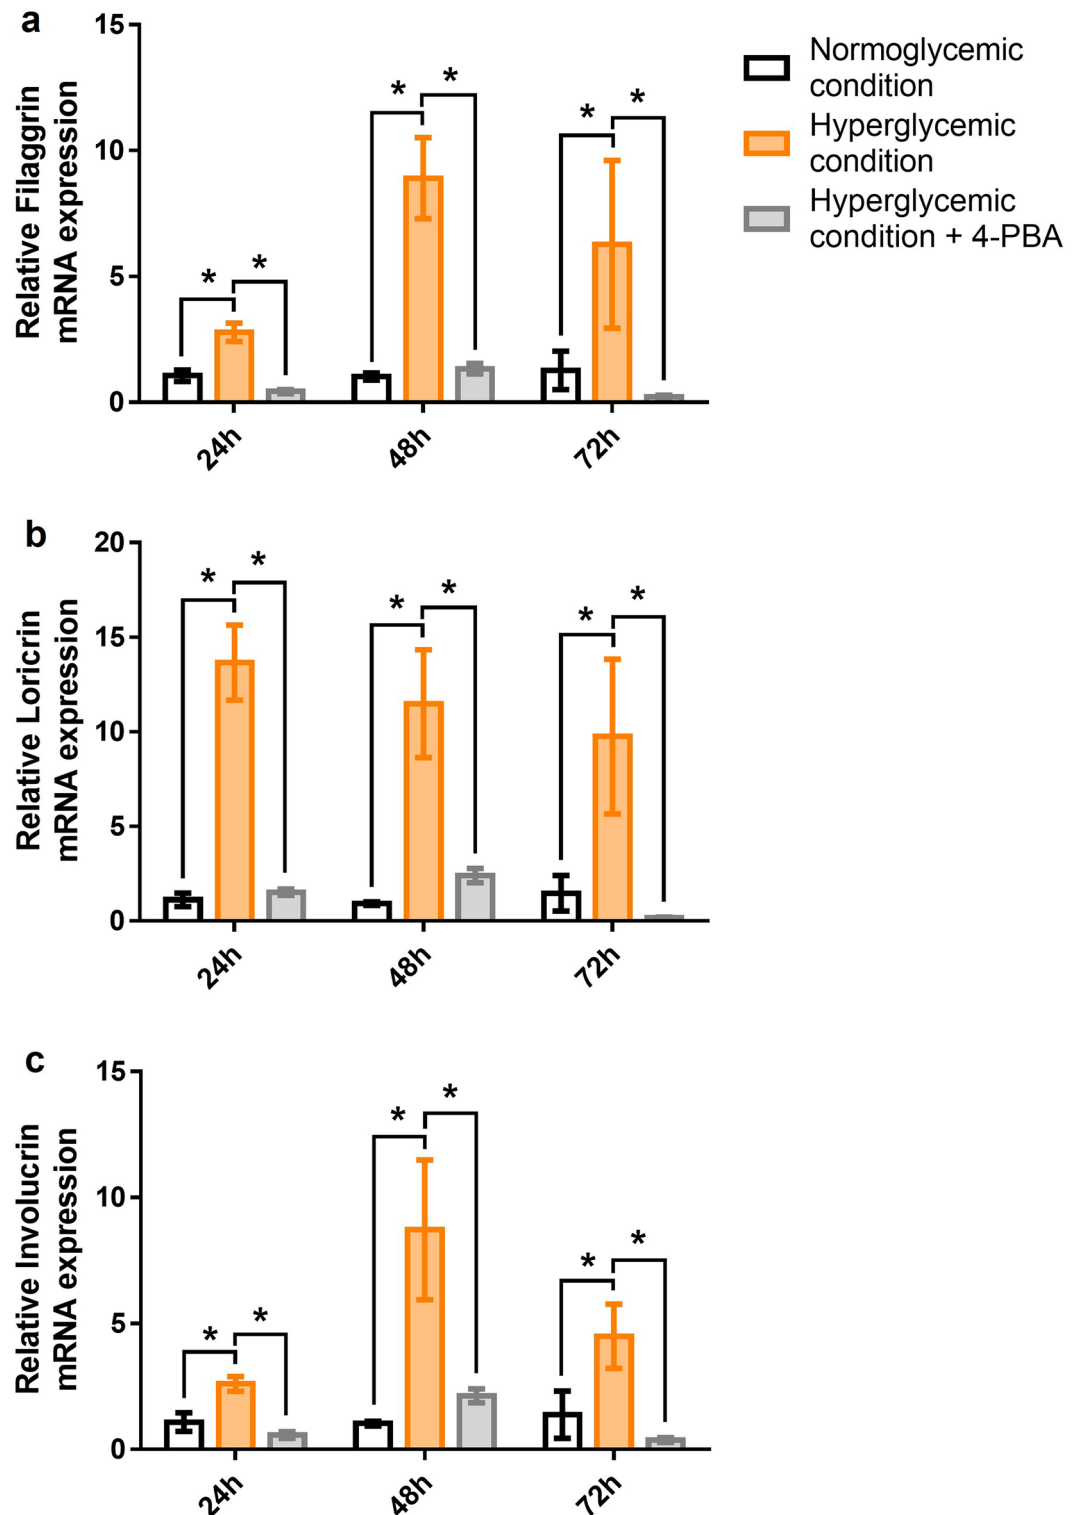 a
Relative Filaggrin
mRNA expression
15
10
5
0
* *
* *
* *
24h
48h
72h
Normoglycemic
condition
Hyperglycemic
condition
Hyperglycemic
condition + 4-PBA
b
Relative Loricrin
mRNA expression
20
15
10
5
0
* *
* *
* *
24h
48h
72h
c
Relative Involucrin
mRNA expression
15
10
5
0
* *
* *
* *
24h
48h
72h